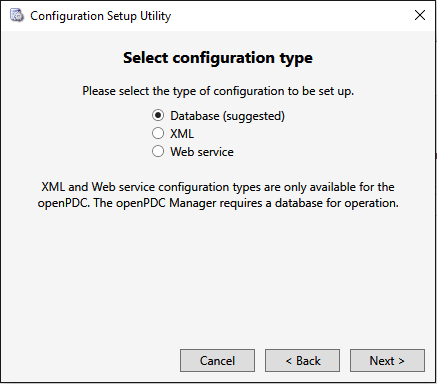 Configuration Setup Utility
Select configuration type
Please select the type of configuration to be set up.
Database (suggested)
XML
Web service
XML and Web service configuration types are only available for the
openPDC. The openPDC Manager requires a database for operation.
Cancel
< Back
Next >